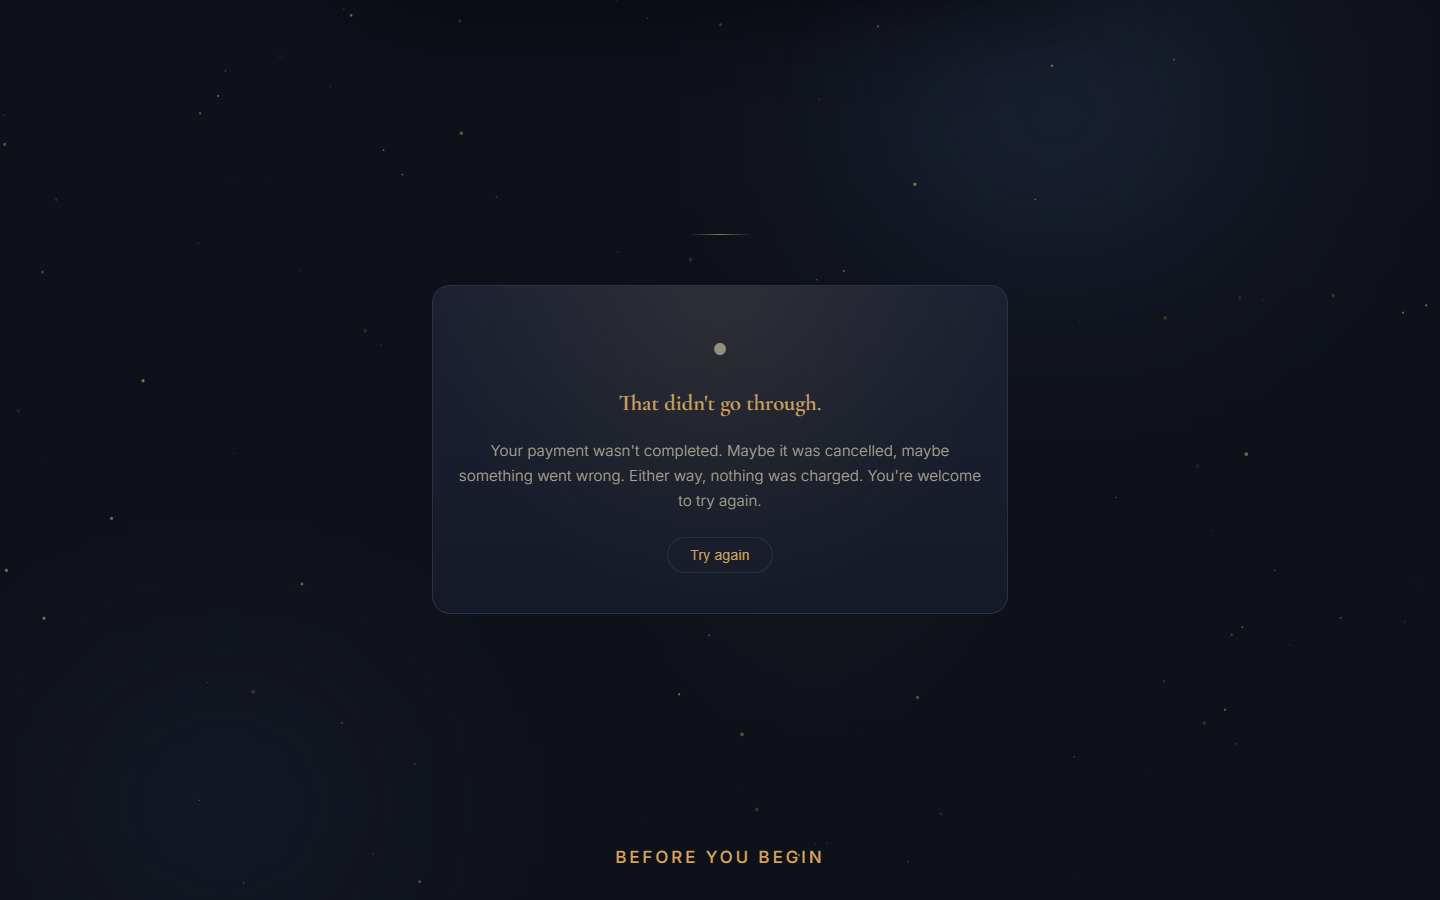 That didn't go through.
Your payment wasn't completed. Maybe it was cancelled, maybe
something went wrong. Either way, nothing was charged. You're welcome
to try again.
Try again
BEFORE YOU BEGIN